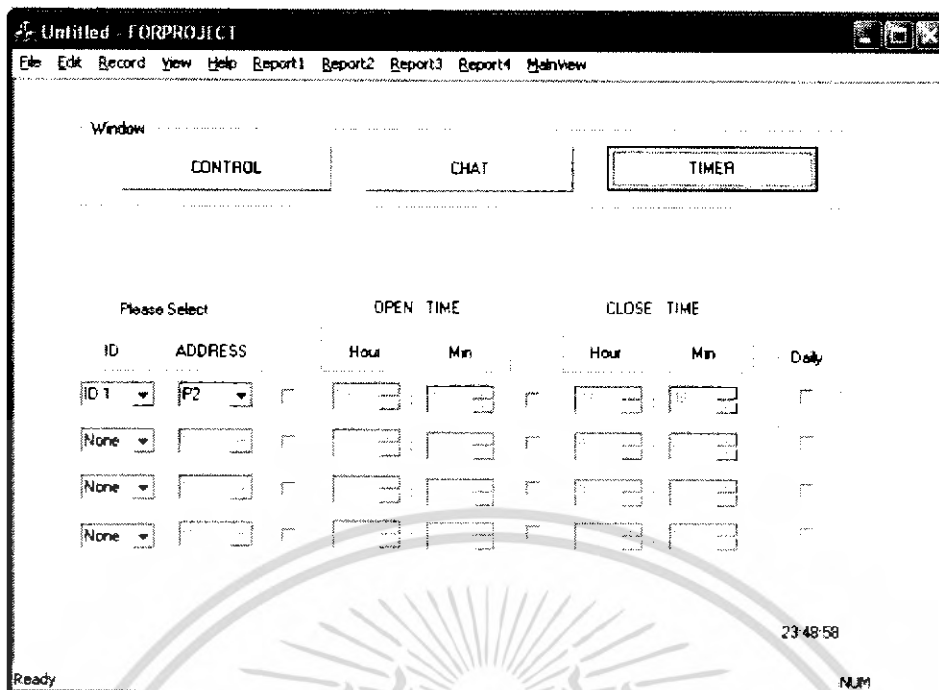 Untitled - FORPROJECT
File Edit Record View Help Report1 Report2 Report3 Report4 MainView
Window
CONTROL CHAT TIMER
Please Select OPEN TIME CLOSE TIME
ID ADDRESS Hour Min Hour Min Daily
ID 1 P2
None
None
None
23:48:58
Ready NUM